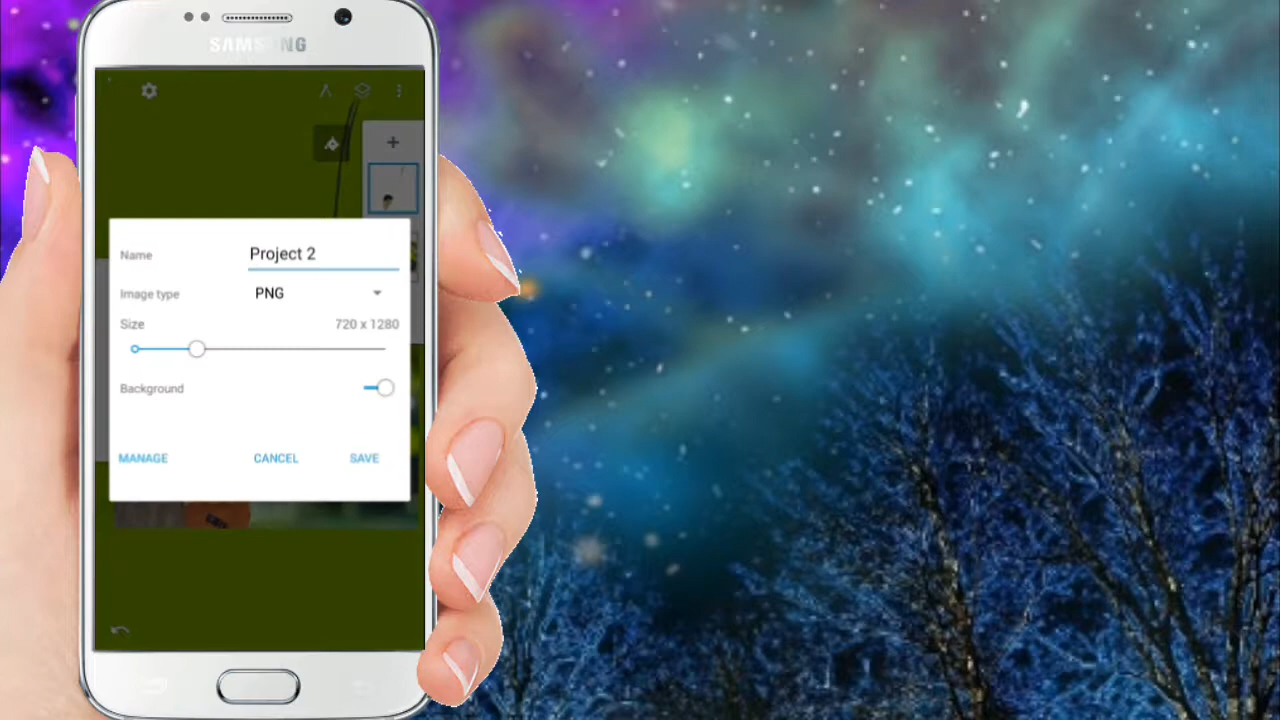 SAMSUNG
Name Project 2
Image type PNG
Size 720 x 1280
Background
MANAGE CANCEL SAVE